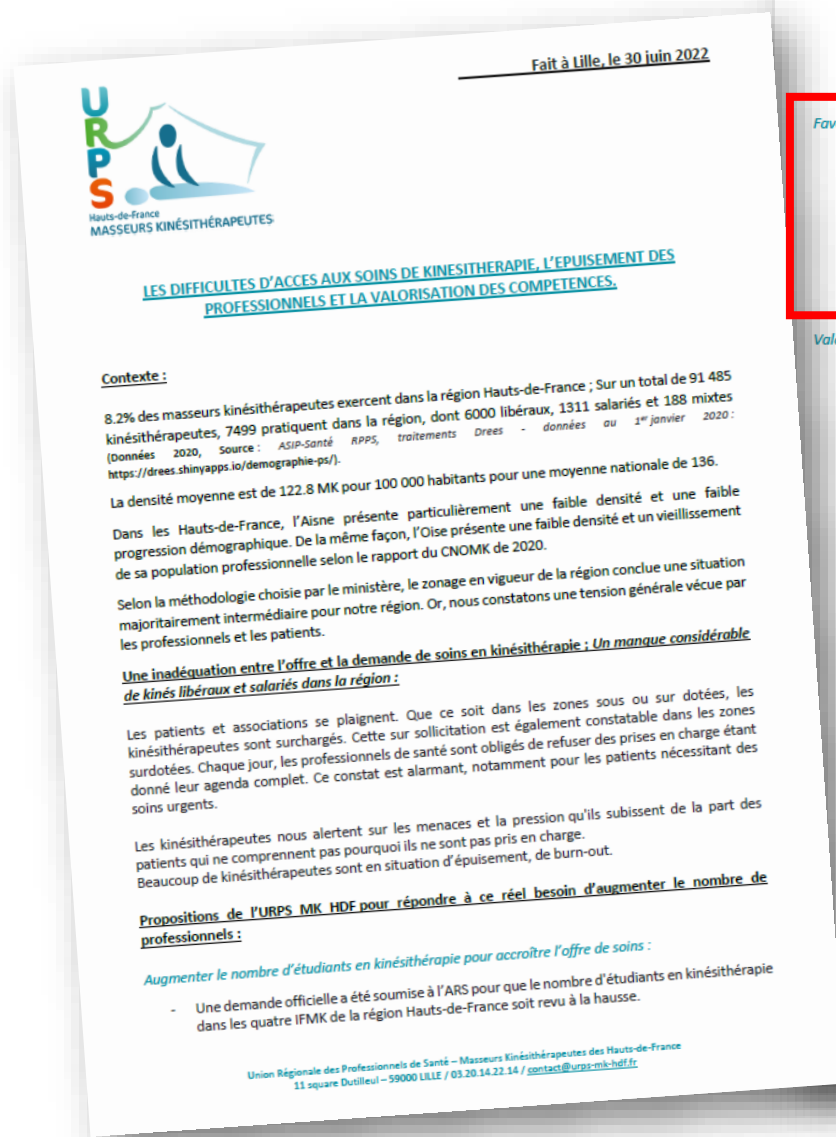 Fait à Lille, le 30 juin 2022
URPS
Hauts-de-France
MASSEURS KINÉSITHÉRAPEUTES
LES DIFFICULTES D'ACCES AUX SOINS DE KINESITHERAPIE, L'EPUISEMENT DES
PROFESSIONNELS ET LA VALORISATION DES COMPETENCES.
Contexte :
8.2% des masseurs kinésithérapeutes exercent dans la région Hauts-de-France ; Sur un total de 91 485
kinésithérapeutes, 7499 pratiquent dans la région, dont 6000 libéraux, 1311 salariés et 188 mixtes
(Données 2020, Source : ASIP-Santé RPPS, traitements Drees - données au 1er janvier 2020 :
https://drees.shinyapps.io/demographie-ps/).
La densité moyenne est de 122.8 MK pour 100 000 habitants pour une moyenne nationale de 136.
Dans les Hauts-de-France, l'Aisne présente particulièrement une faible densité et une faible
progression démographique. De la même façon, l'Oise présente une faible densité et un vieillissement
de sa population professionnelle selon le rapport du CNOMK de 2020.
Selon la méthodologie choisie par le ministère, le zonage en vigueur de la région conclue une situation
majoritairement intermédiaire pour notre région. Or, nous constatons une tension générale vécue par
les professionnels et les patients.
Une inadéquation entre l'offre et la demande de soins en kinésithérapie ; Un manque considérable
de kinés libéraux et salariés dans la région :
Les patients et associations se plaignent. Que ce soit dans les zones sous ou sur dotées, les
kinésithérapeutes sont surchargés. Cette sur sollicitation est également constatable dans les zones
surdotées. Chaque jour, les professionnels de santé sont obligés de refuser des prises en charge étant
donné leur agenda complet. Ce constat est alarmant, notamment pour les patients nécessitant des
soins urgents.
Les kinésithérapeutes nous alertent sur les menaces et la pression qu'ils subissent de la part des
patients qui ne comprennent pas pourquoi ils ne sont pas pris en charge.
Beaucoup de kinésithérapeutes sont en situation d'épuisement, de burn-out.
Propositions de l'URPS MK HDF pour répondre à ce réel besoin d'augmenter le nombre de
professionnels :
Augmenter le nombre d'étudiants en kinésithérapie pour accroître l'offre de soins :
- Une demande officielle a été soumise à l'ARS pour que le nombre d'étudiants en kinésithérapie
dans les quatre IFMK de la région Hauts-de-France soit revu à la hausse.
Union Régionale des Professionnels de Santé – Masseurs Kinésithérapeutes des Hauts-de-France
11 square Dutilleul – 59000 LILLE / 03.20.14.22.14 / contact@urps-mk-hdf.fr